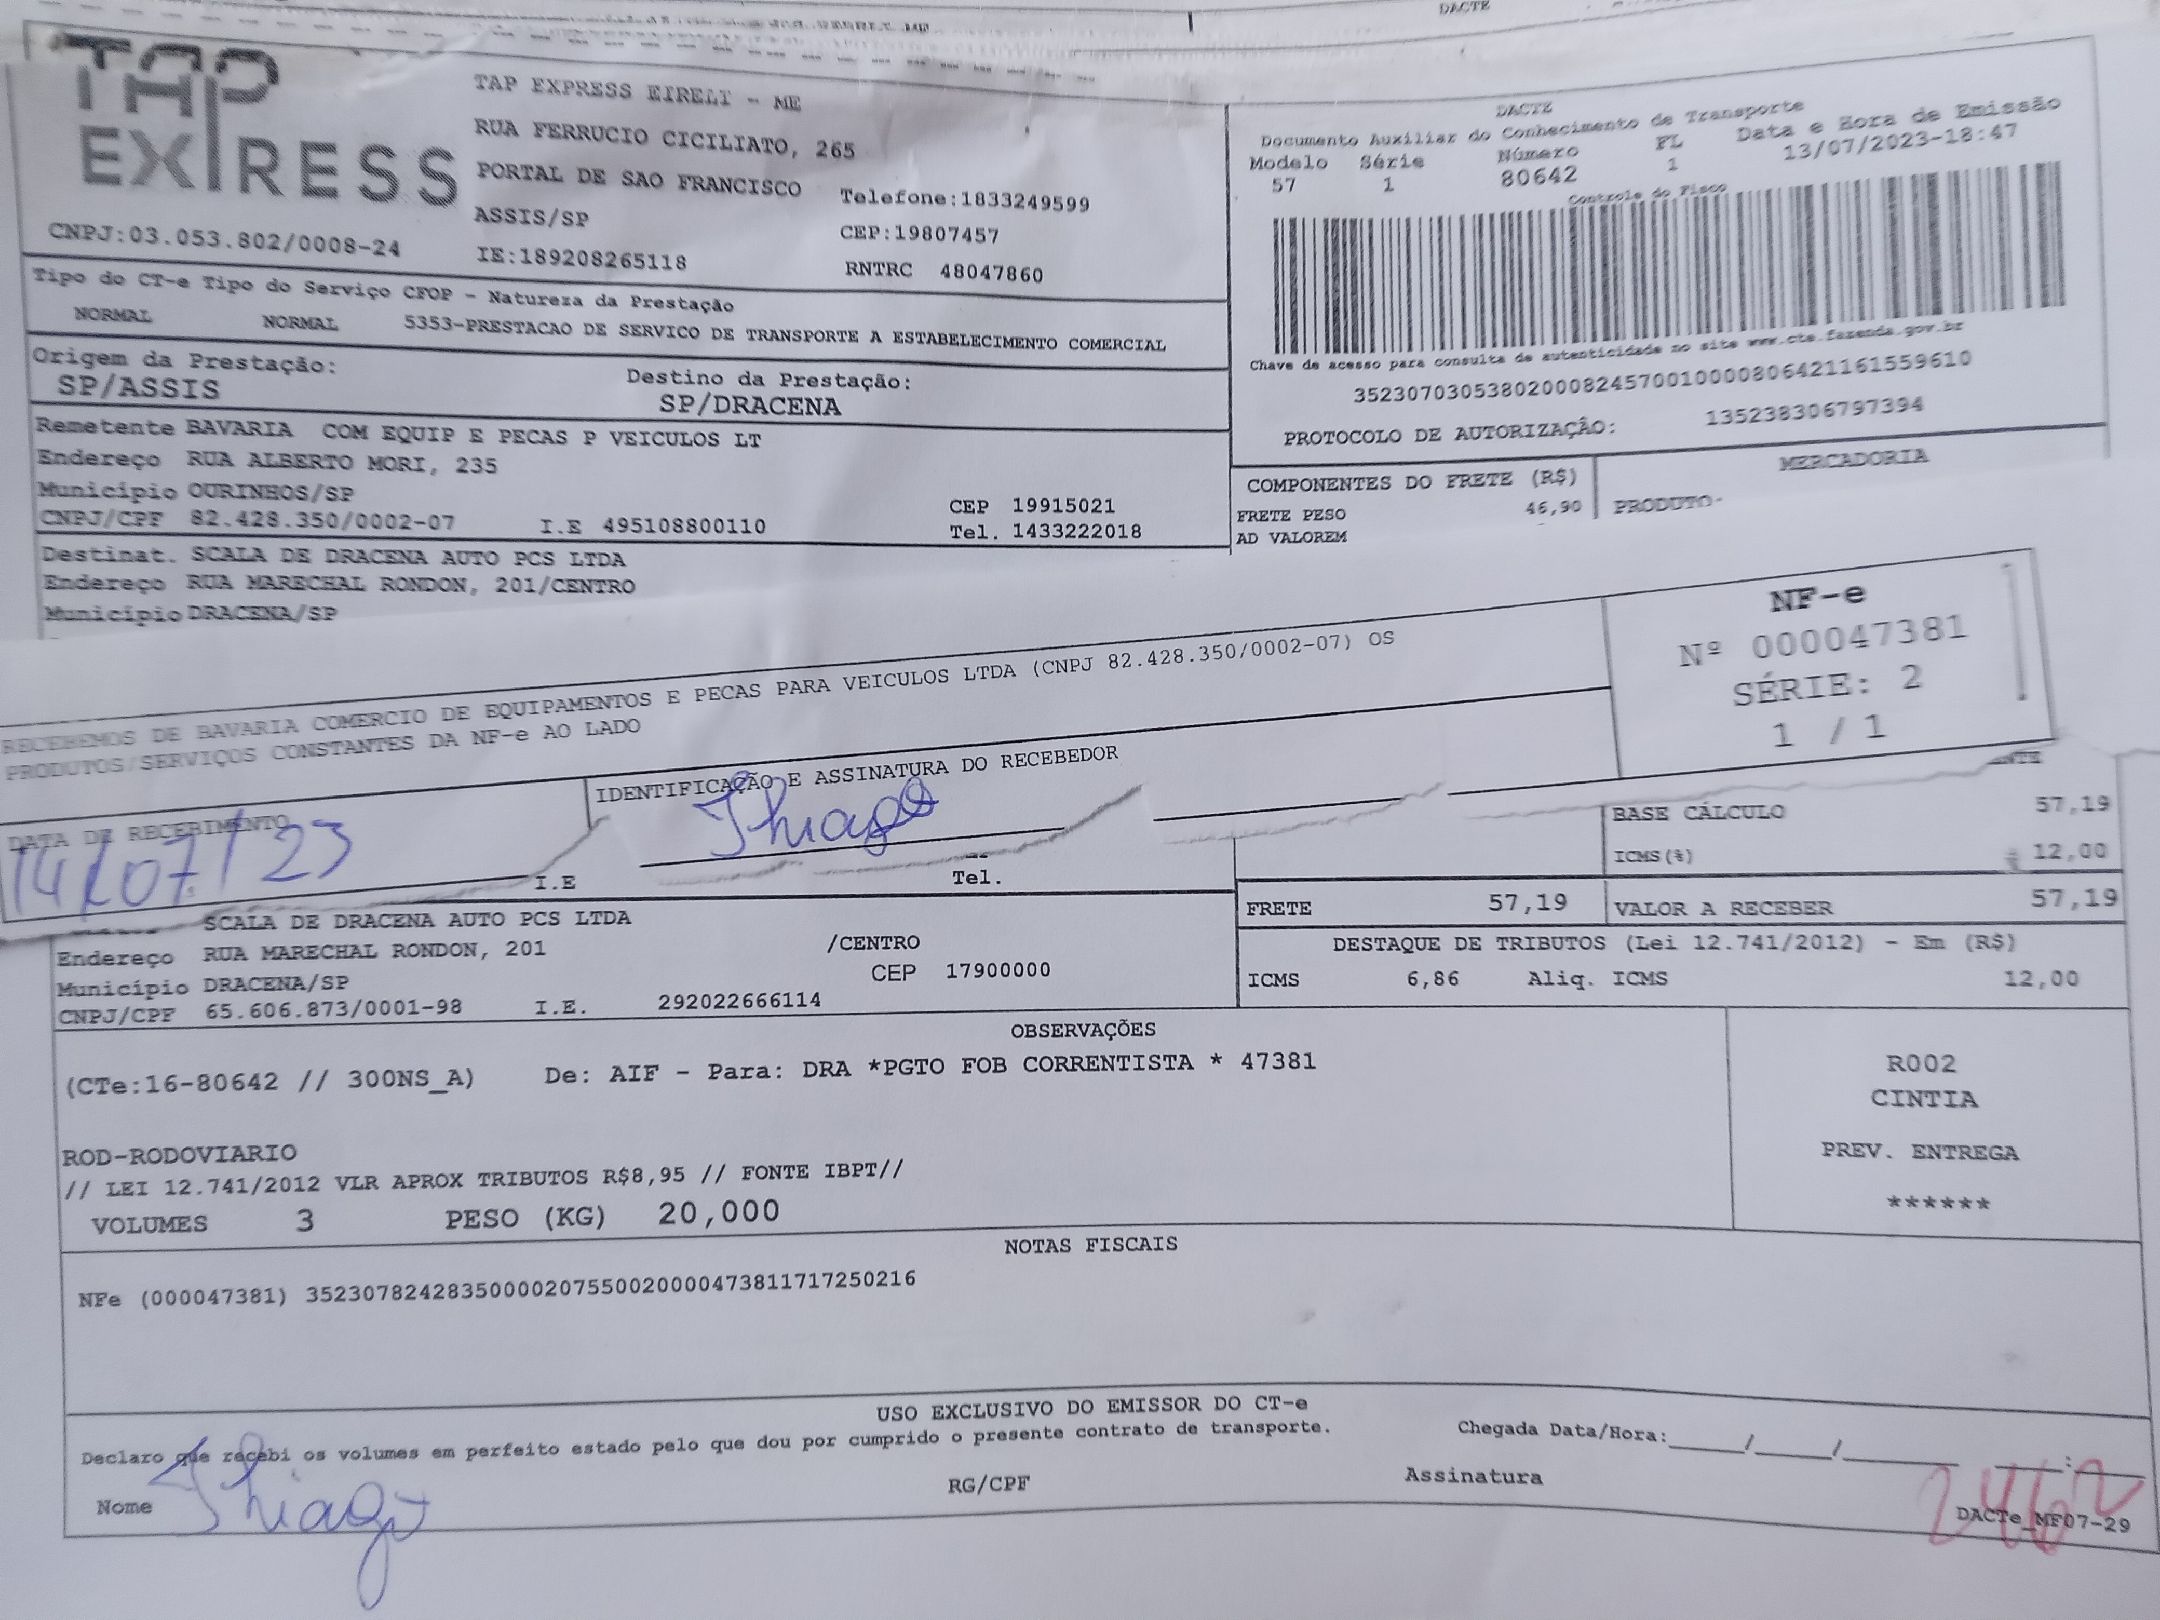 DACTE
TAP EXPRESS
TAP EXPRESS EIRELI - ME
RUA FERRUCIO CICILIATO, 265
PORTAL DE SAO FRANCISCO
Telefone:1833249599
ASSIS/SP
CEP:19807457
CNPJ:03.053.802/0008-24
IE:189208265118
RNTRC 48047860
DACTE
Documento Auxiliar do Conhecimento de Transporte
Data e Hora de Emissão
Modelo Série Número FL
13/07/2023-18:47
57 1 80642 1
Controle do Fisco
Chave de acesso para consulta de autenticidade no site www.cte.fazenda.gov.br
35230703053802000824570010000806421161559610
PROTOCOLO DE AUTORIZAÇÃO: 135238306797394
Tipo do CT-e Tipo do Serviço CFOP - Natureza da Prestação
NORMAL NORMAL 5353-PRESTACAO DE SERVICO DE TRANSPORTE A ESTABELECIMENTO COMERCIAL
Origem da Prestação: Destino da Prestação:
SP/ASSIS SP/DRACENA
Remetente BAVARIA COM EQUIP E PECAS P VEICULOS LT
Endereço RUA ALBERTO MORI, 235
Município OURINHOS/SP CEP 19915021
CNPJ/CPF 82.428.350/0002-07 I.E 495108800110 Tel. 1433222018
COMPONENTES DO FRETE (R$) MERCADORIA
FRETE PESO 46,90 PRODUTO
AD VALOREM
Destinat. SCALA DE DRACENA AUTO PCS LTDA
Endereço RUA MARECHAL RONDON, 201/CENTRO
Município DRACENA/SP
RECEBEMOS DE BAVARIA COMERCIO DE EQUIPAMENTOS E PECAS PARA VEICULOS LTDA (CNPJ 82.428.350/0002-07) OS
PRODUTOS/SERVIÇOS CONSTANTES DA NF-e AO LADO
NF-e
Nº 000047381
SÉRIE: 2
1 / 1
DATA DE RECEBIMENTO
14/07/23
IDENTIFICAÇÃO E ASSINATURA DO RECEBEDOR
Thiago
I.E Tel.
BASE CÁLCULO 57,19
ICMS(%) 12,00
FRETE 57,19 VALOR A RECEBER 57,19
DESTAQUE DE TRIBUTOS (Lei 12.741/2012) - Em (R$)
ICMS 6,86 Aliq. ICMS 12,00
SCALA DE DRACENA AUTO PCS LTDA
Endereço RUA MARECHAL RONDON, 201 /CENTRO
Município DRACENA/SP CEP 17900000
CNPJ/CPF 65.606.873/0001-98 I.E. 292022666114
OBSERVAÇÕES
(CTe:16-80642 // 300NS_A) De: AIF - Para: DRA *PGTO FOB CORRENTISTA * 47381
ROD-RODOVIARIO
// LEI 12.741/2012 VLR APROX TRIBUTOS R$8,95 // FONTE IBPT//
VOLUMES 3 PESO (KG) 20,000
R002
CINTIA
PREV. ENTREGA
******
NOTAS FISCAIS
NFe (000047381) 35230782428350000207550020000473811717250216
USO EXCLUSIVO DO EMISSOR DO CT-e
Declaro que recebi os volumes em perfeito estado pelo que dou por cumprido o presente contrato de transporte.
Chegada Data/Hora:_____/_____/_______ ____:____
Nome Thiago RG/CPF Assinatura
2462
DACTe_MF07-29